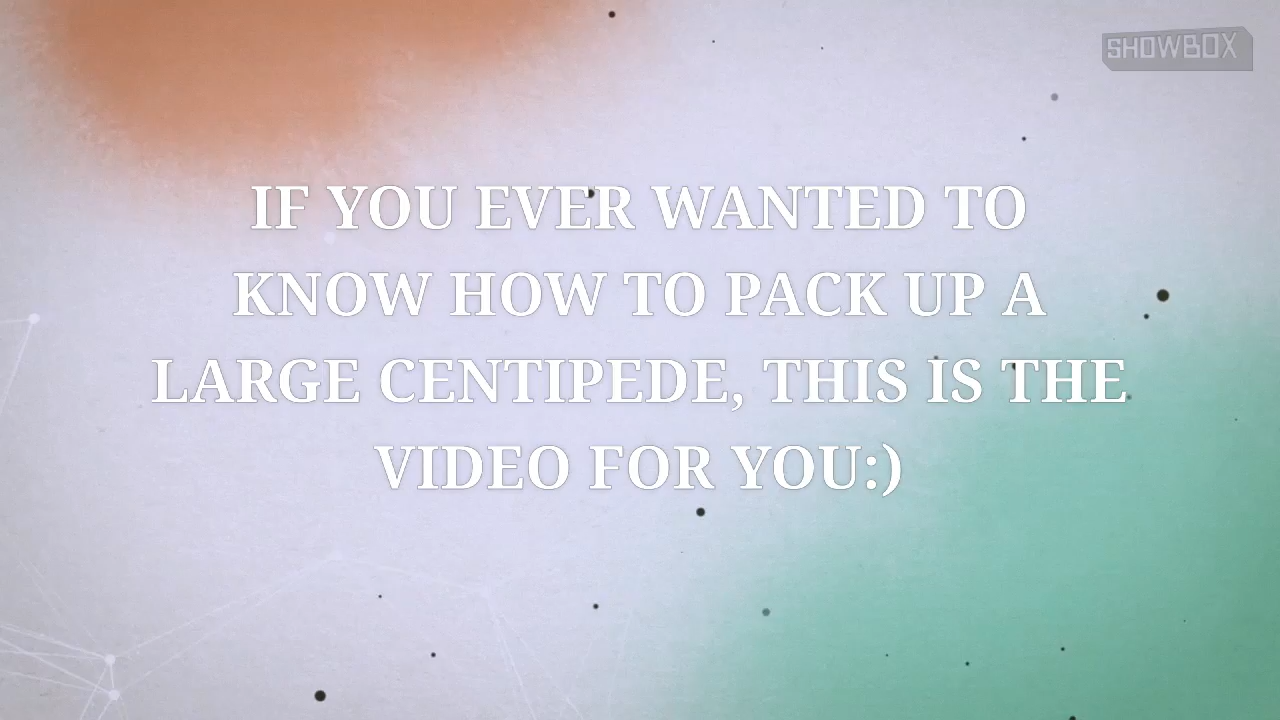 SHOWBOX
IF YOU EVER WANTED TO
KNOW HOW TO PACK UP A
LARGE CENTIPEDE, THIS IS THE
VIDEO FOR YOU:)